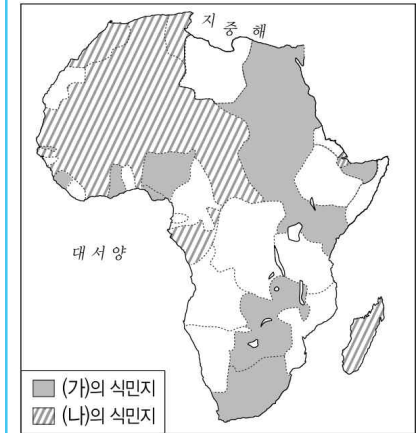 지 중 해
대 서 양
(가)의 식민지
(나)의 식민지